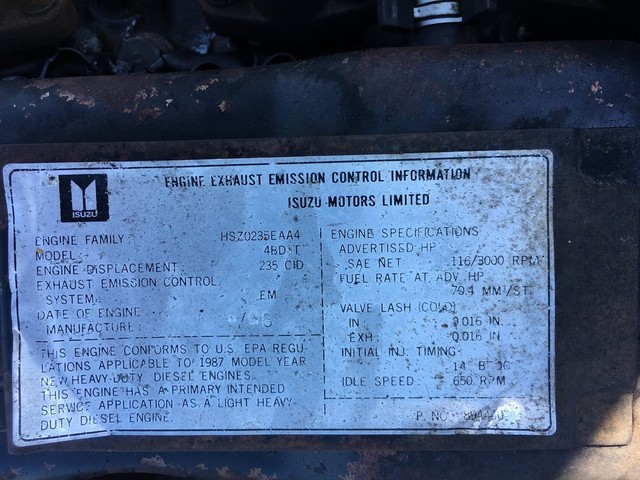 ENGINE EXHAUST EMISSION CONTROL INFORMATION
ISUZU MOTORS LIMITED
ISUZU
ENGINE FAMILY HSZ0235EAA4
MODEL
ENGINE DISPLACEMENT 235 CID
EXHAUST EMISSION CONTROL
SYSTEM EM
DATE OF ENGINE
MANUFACTURE:
THIS ENGINE CONFORMS TO U.S. EPA REGU-
LATIONS APPLICABLE TO 1987 MODEL YEAR
NEW HEAVY-DUTY DIESEL ENGINES.
THIS ENGINE HAS A PRIMARY INTENDED
SERVICE APPLICATION AS A LIGHT HEAVY-
DUTY DIESEL ENGINE.
ENGINE SPECIFICATIONS
ADVERTISED HP
SAE NET 116/3000 RPM
FUEL RATE AT ADV. HP
70.4 MM³/ST
VALVE LASH (COLD)
IN 0.016 IN.
EXH 0.016 IN.
INITIAL INJ. TIMING
14
IDLE SPEED: 650 RPM
P. NO.